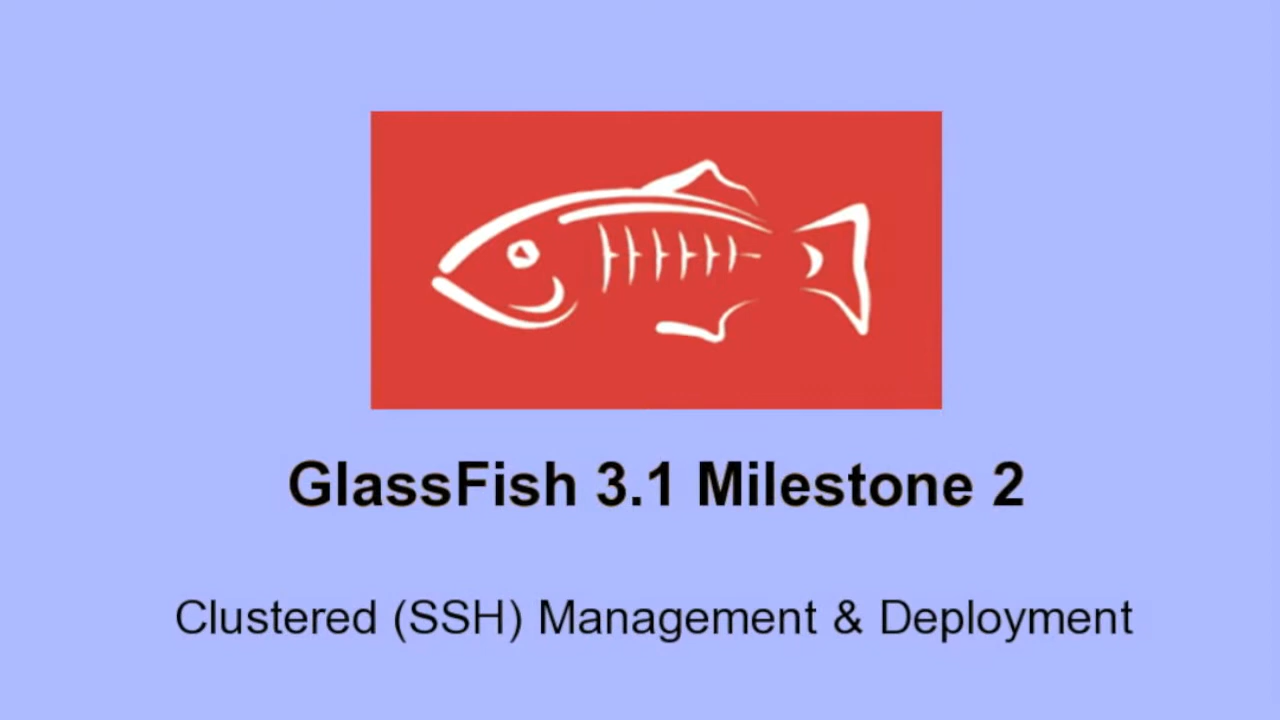 GlassFish 3.1 Milestone 2
Clustered (SSH) Management & Deployment